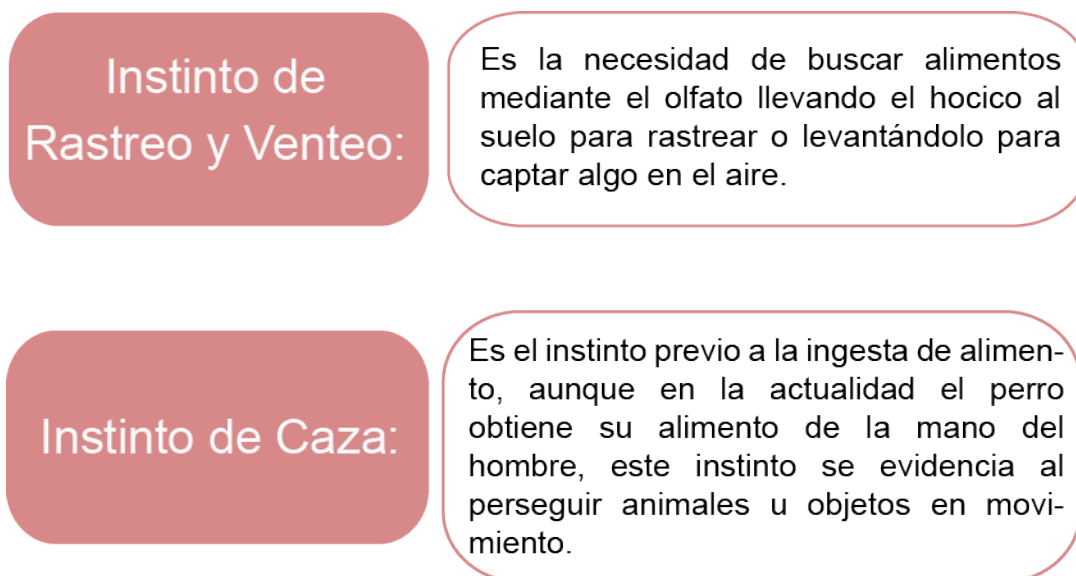 Instinto de
Rastreo y Venteo:
Es la necesidad de buscar alimentos
mediante el olfato llevando el hocico al
suelo para rastrear o levantándolo para
captar algo en el aire.
Instinto de Caza:
Es el instinto previo a la ingesta de alimen-
to, aunque en la actualidad el perro
obtiene su alimento de la mano del
hombre, este instinto se evidencia al
perseguir animales u objetos en movi-
miento.